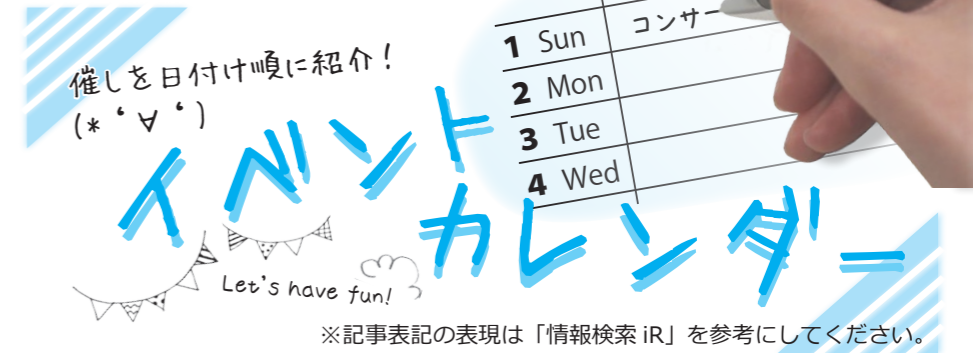 催しを日付け順に紹介！
(*‘∀‘)
イベント
カレンダー
1 Sun コンサー
2 Mon
3 Tue
4 Wed
Let's have fun!
※記事表記の表現は「情報検索 iR」を参考にしてください。